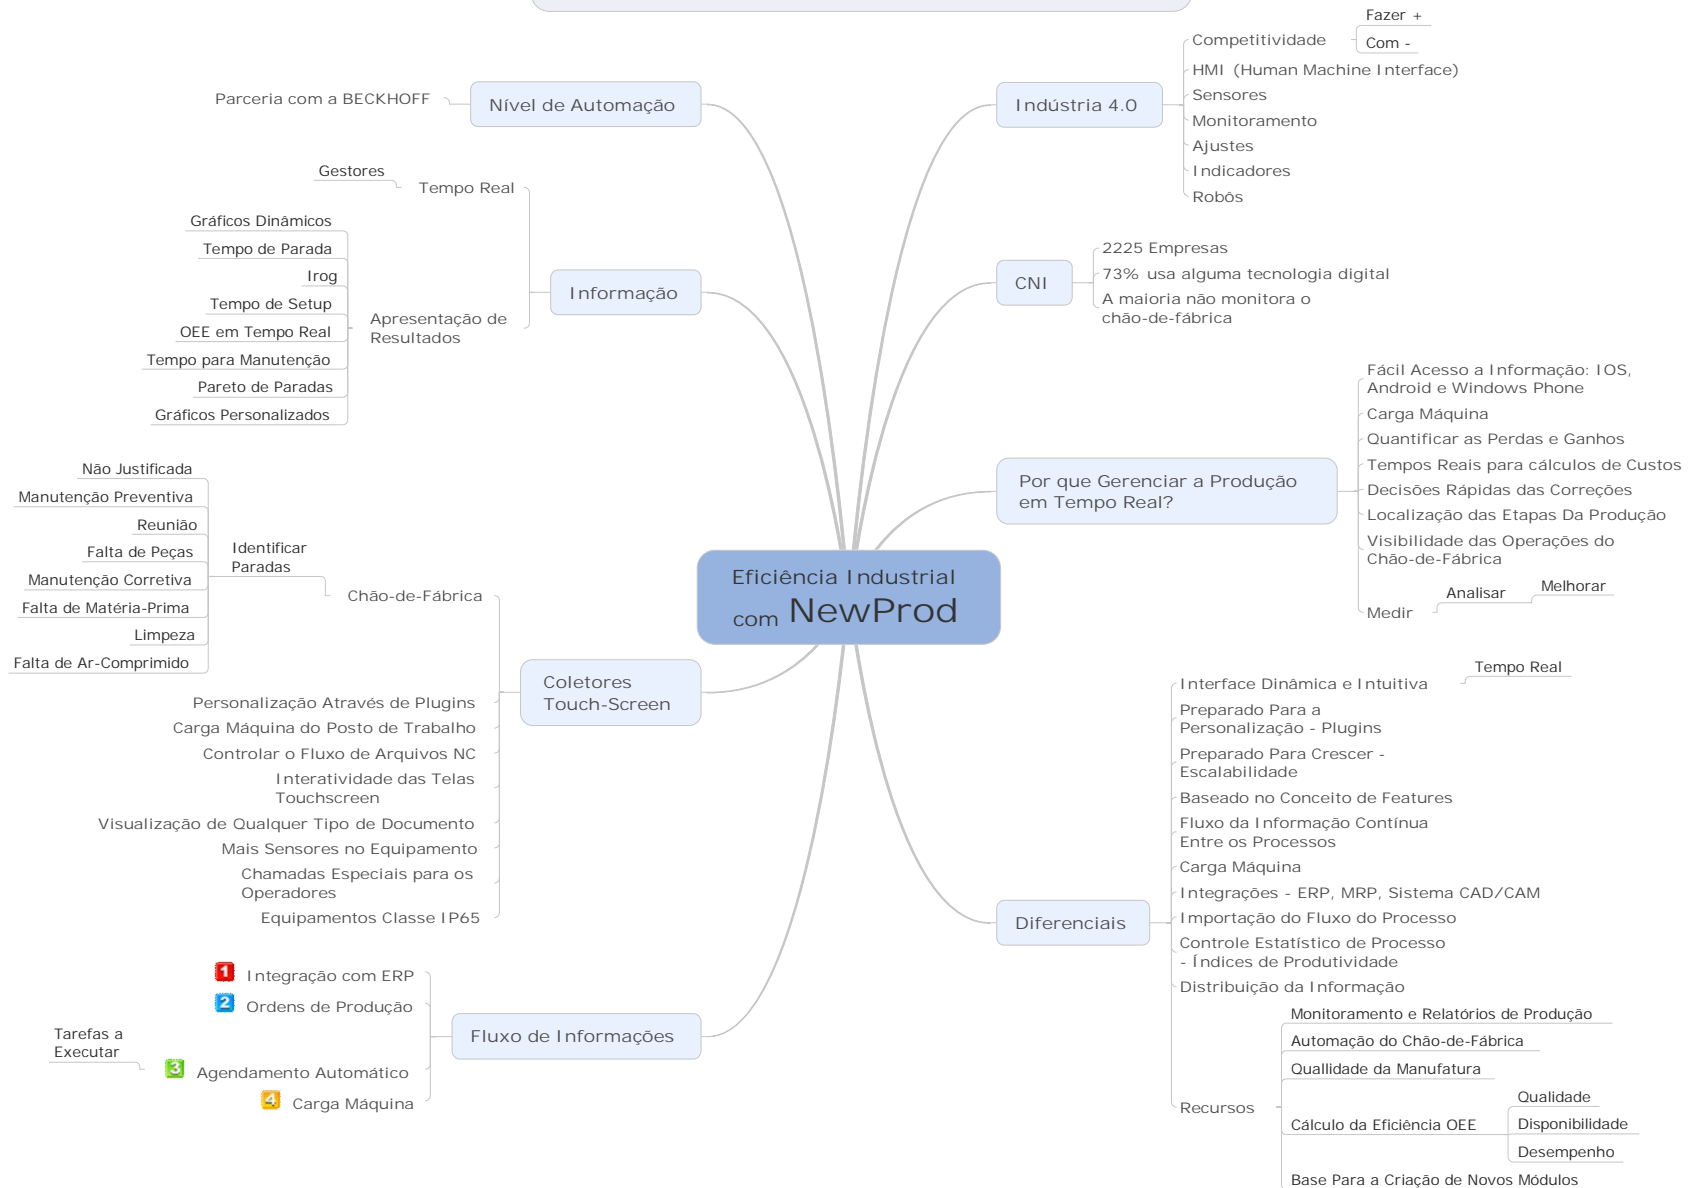 Eficiência Industrial
com NewProd
Indústria 4.0
Competitividade
Fazer +
Com -
HMI (Human Machine Interface)
Sensores
Monitoramento
Ajustes
Indicadores
Robôs
CNI
2225 Empresas
73% usa alguma tecnologia digital
A maioria não monitora o
chão-de-fábrica
Por que Gerenciar a Produção
em Tempo Real?
Fácil Acesso a Informação: IOS,
Android e Windows Phone
Carga Máquina
Quantificar as Perdas e Ganhos
Tempos Reais para cálculos de Custos
Decisões Rápidas das Correções
Localização das Etapas Da Produção
Visibilidade das Operações do
Chão-de-Fábrica
Medir
Analisar
Melhorar
Diferenciais
Interface Dinâmica e Intuitiva
Tempo Real
Preparado Para a
Personalização - Plugins
Preparado Para Crescer -
Escalabilidade
Baseado no Conceito de Features
Fluxo da Informação Contínua
Entre os Processos
Carga Máquina
Integrações - ERP, MRP, Sistema CAD/CAM
Importação do Fluxo do Processo
Controle Estatístico de Processo
- Índices de Produtividade
Distribuição da Informação
Recursos
Monitoramento e Relatórios de Produção
Automação do Chão-de-Fábrica
Quallidade da Manufatura
Cálculo da Eficiência OEE
Qualidade
Disponibilidade
Desempenho
Base Para a Criação de Novos Módulos
Nível de Automação
Parceria com a BECKHOFF
Informação
Tempo Real
Gestores
Apresentação de
Resultados
Gráficos Dinâmicos
Tempo de Parada
Irog
Tempo de Setup
OEE em Tempo Real
Tempo para Manutenção
Pareto de Paradas
Gráficos Personalizados
Coletores
Touch-Screen
Chão-de-Fábrica
Identificar
Paradas
Não Justificada
Manutenção Preventiva
Reunião
Falta de Peças
Manutenção Corretiva
Falta de Matéria-Prima
Limpeza
Falta de Ar-Comprimido
Personalização Através de Plugins
Carga Máquina do Posto de Trabalho
Controlar o Fluxo de Arquivos NC
Interatividade das Telas
Touchscreen
Visualização de Qualquer Tipo de Documento
Mais Sensores no Equipamento
Chamadas Especiais para os
Operadores
Equipamentos Classe IP65
Fluxo de Informações
1 Integração com ERP
2 Ordens de Produção
3 Agendamento Automático
Tarefas a
Executar
4 Carga Máquina